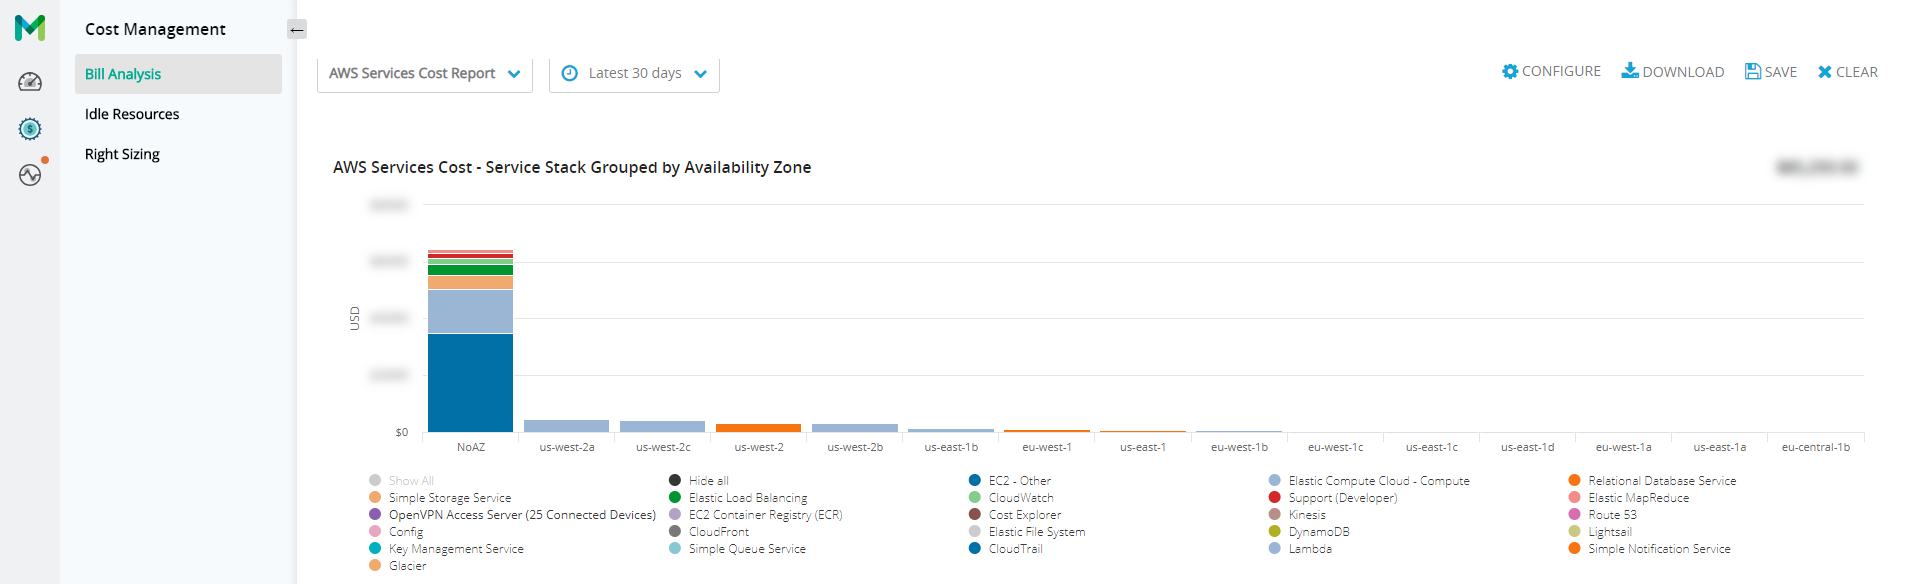 Cost Management
←
Bill Analysis
Idle Resources
Right Sizing
AWS Services Cost Report
Latest 30 days
CONFIGURE
DOWNLOAD
SAVE
CLEAR
AWS Services Cost - Service Stack Grouped by Availability Zone
USD
$0
NoAZ us-west-2a us-west-2c us-west-2 us-west-2b us-east-1b eu-west-1 us-east-1 eu-west-1b eu-west-1c us-east-1c us-east-1d eu-west-1a us-east-1a eu-central-1b
Show All Hide all EC2 - Other Elastic Compute Cloud - Compute Relational Database Service
Simple Storage Service Elastic Load Balancing CloudWatch Support (Developer) Elastic MapReduce
OpenVPN Access Server (25 Connected Devices) EC2 Container Registry (ECR) Cost Explorer Kinesis Route 53
Config CloudFront Elastic File System DynamoDB Lightsail
Key Management Service Simple Queue Service CloudTrail Lambda Simple Notification Service
Glacier